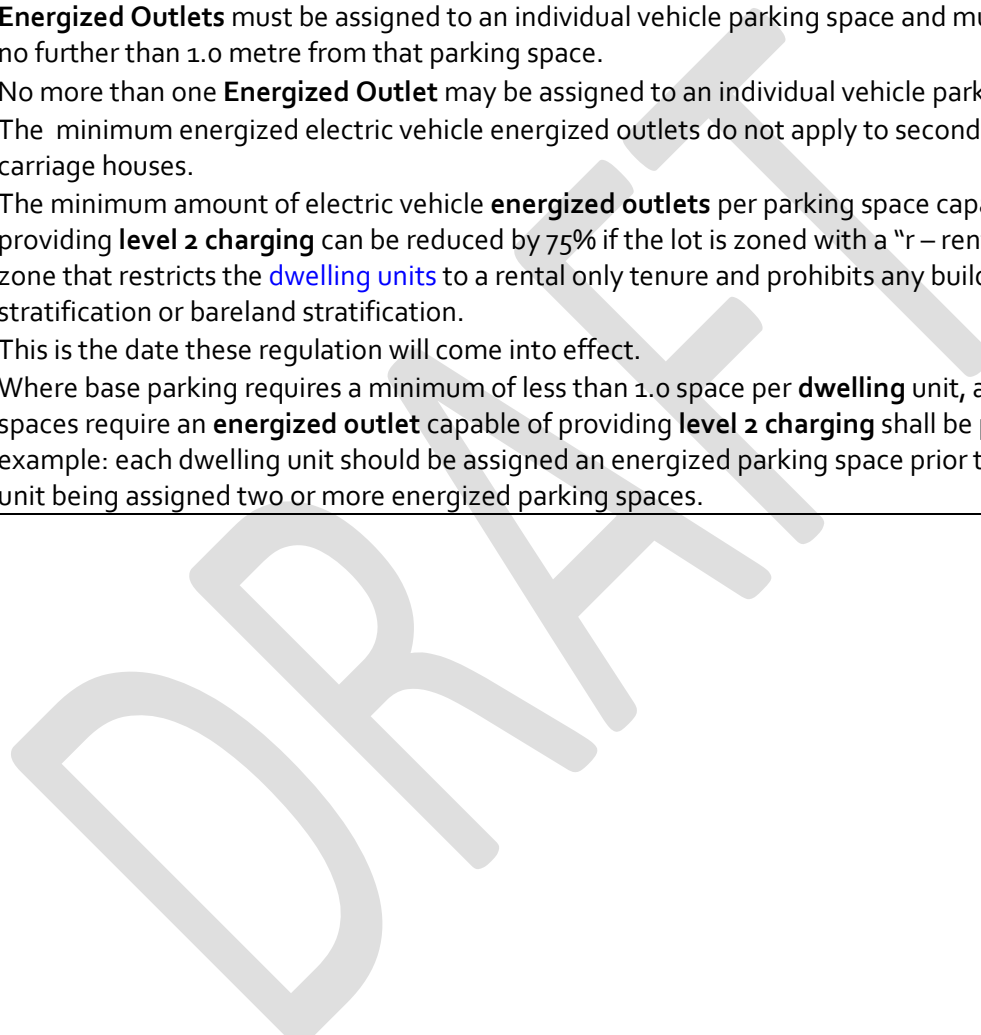 Energized Outlets must be assigned to an individual vehicle parking space and
no further than 1.0 metre from that parking space.
No more than one Energized Outlet may be assigned to an individual vehicle
The minimum energized electric vehicle energized outlets do not apply to
carriage houses.
The minimum amount of electric vehicle energized outlets per parking space
providing level 2 charging can be reduced by 75% if the lot is zoned with a "r –
zone that restricts the dwelling units to a rental only tenure and prohibits any
stratification or bareland stratification.
This is the date these regulation will come into effect.
Where base parking requires a minimum of less than 1.0 space per dwelling unit,
spaces require an energized outlet capable of providing level 2 charging shall be
example: each dwelling unit should be assigned an energized parking space prior
unit being assigned two or more energized parking spaces.
DRAFT